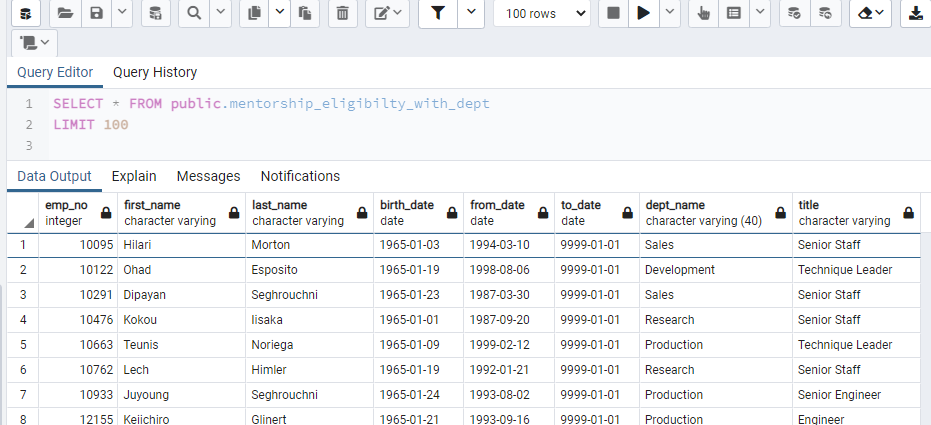 100 rows
Query Editor Query History
1 SELECT * FROM public.mentorship_eligibilty_with_dept
2 LIMIT 100
3
Data Output Explain Messages Notifications
emp_no first_name last_name birth_date from_date to_date dept_name title
integer character varying character varying date date date character varying (40) character varying
1 10095 Hilari Morton 1965-01-03 1994-03-10 9999-01-01 Sales Senior Staff
2 10122 Ohad Esposito 1965-01-19 1998-08-06 9999-01-01 Development Technique Leader
3 10291 Dipayan Seghrouchni 1965-01-23 1987-03-30 9999-01-01 Sales Senior Staff
4 10476 Kokou Iisaka 1965-01-01 1987-09-20 9999-01-01 Research Senior Staff
5 10663 Teunis Noriega 1965-01-09 1999-02-12 9999-01-01 Production Technique Leader
6 10762 Lech Himler 1965-01-19 1992-01-21 9999-01-01 Research Senior Staff
7 10933 Juyoung Seghrouchni 1965-01-24 1993-08-02 9999-01-01 Production Senior Engineer
8 12155 Keiichiro Glinert 1965-01-21 1993-09-16 9999-01-01 Production Engineer